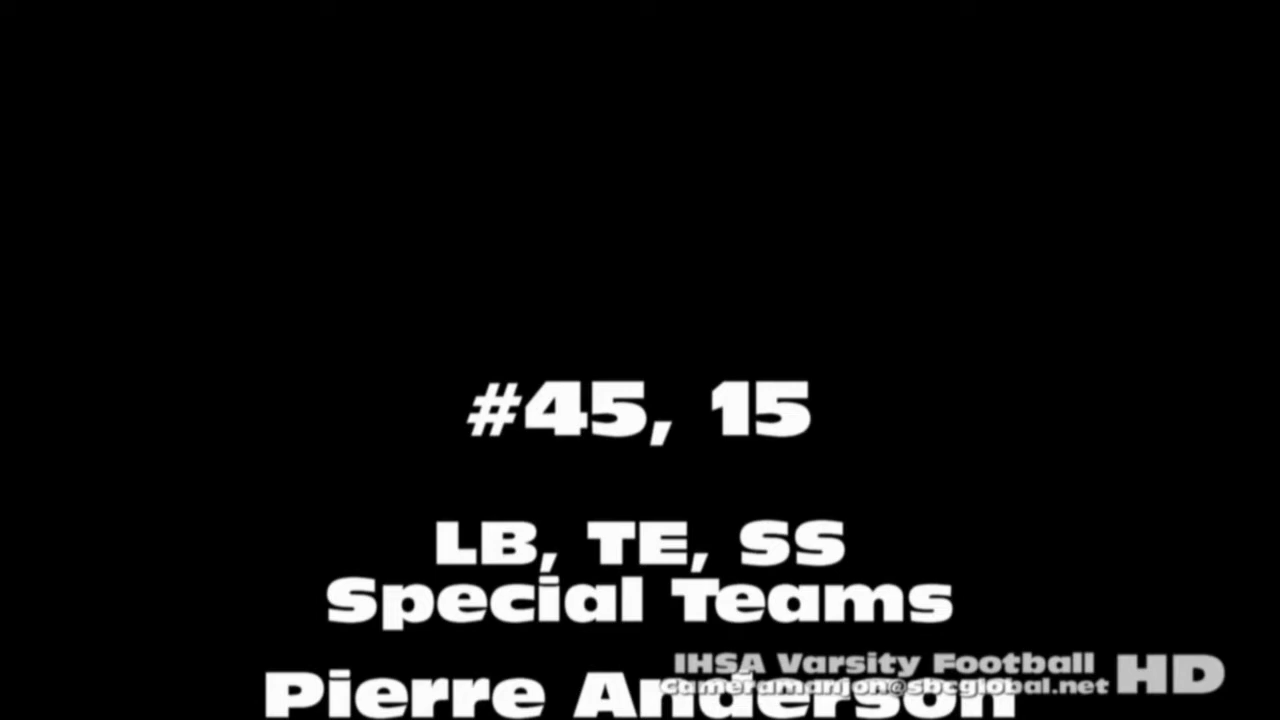 #45, 15
LB, TE, SS
Special Teams
Pierre Anderson
IHSA Varsity Football HD
cameramanjon@sbcglobal.net